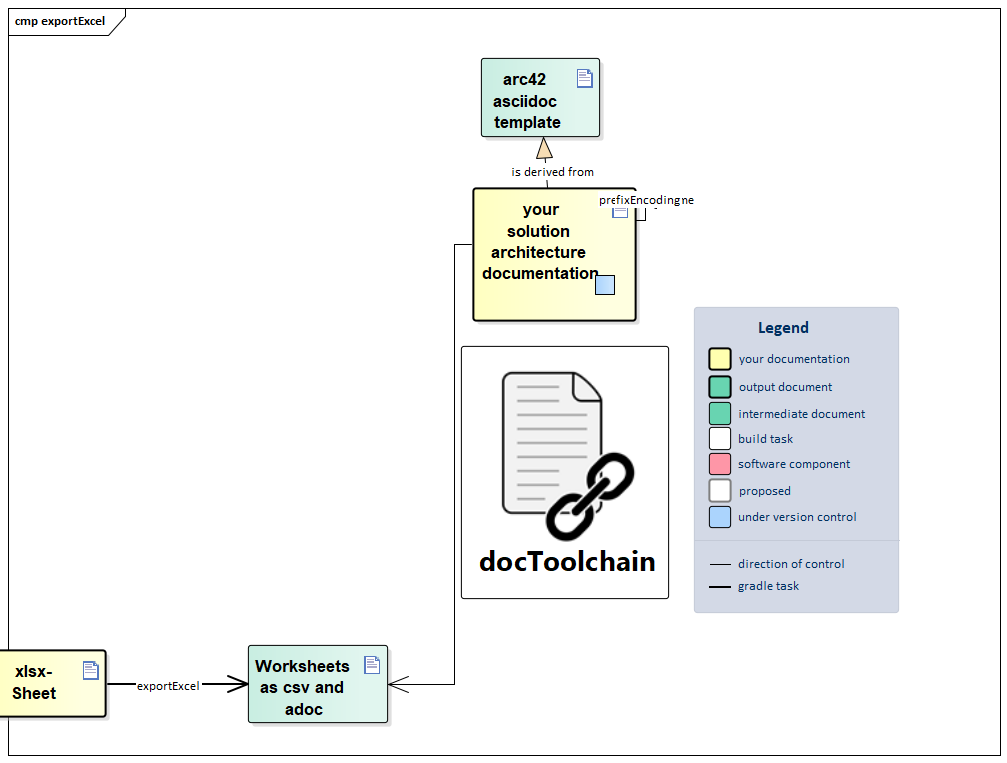 cmp exportExcel
arc42
asciidoc
template
is derived from
prefixEncodingne
your
solution
architecture
documentation
Legend
your documentation
output document
intermediate document
build task
software component
proposed
under version control
direction of control
gradle task
docToolchain
xlsx-
Sheet
exportExcel
Worksheets
as csv and
adoc